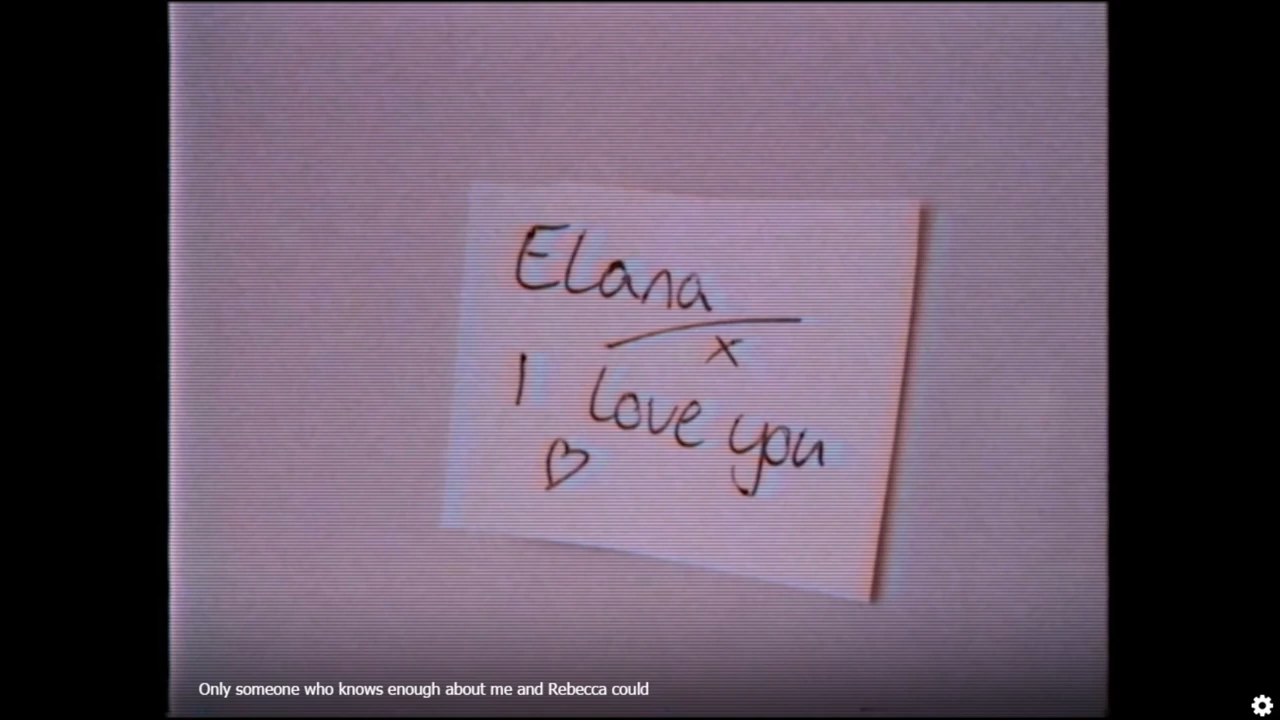 Elana
x
I love you
♡
Only someone who knows enough about me and Rebecca could